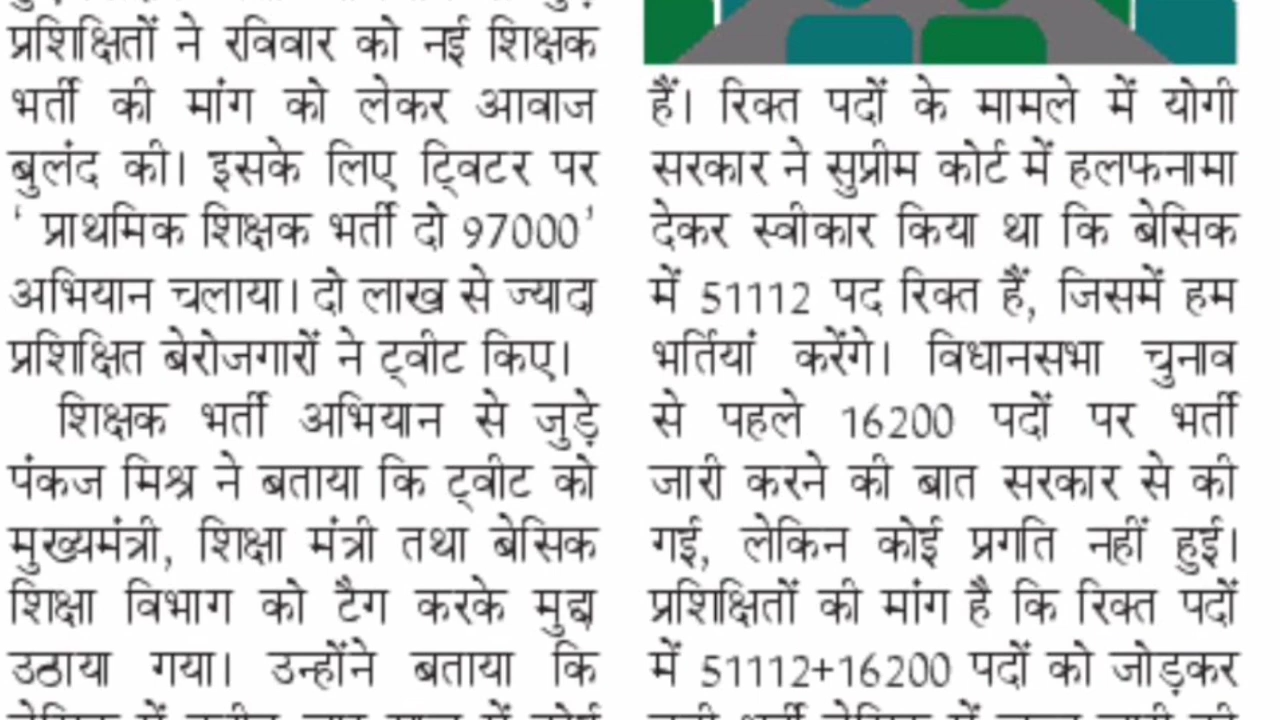 प्रशिक्षितों ने रविवार को नई शिक्षक
भर्ती की मांग को लेकर आवाज
बुलंद की। इसके लिए ट्विटर पर
‘ प्राथमिक शिक्षक भर्ती दो 97000’
अभियान चलाया। दो लाख से ज्यादा
प्रशिक्षित बेरोजगारों ने ट्वीट किए।
शिक्षक भर्ती अभियान से जुड़े
पंकज मिश्र ने बताया कि ट्वीट को
मुख्यमंत्री, शिक्षा मंत्री तथा बेसिक
शिक्षा विभाग को टैग करके मुद्दा
उठाया गया। उन्होंने बताया कि
हैं। रिक्त पदों के मामले में योगी
सरकार ने सुप्रीम कोर्ट में हलफनामा
देकर स्वीकार किया था कि बेसिक
में 51112 पद रिक्त हैं, जिसमें हम
भर्तियां करेंगे। विधानसभा चुनाव
से पहले 16200 पदों पर भर्ती
जारी करने की बात सरकार से की
गई, लेकिन कोई प्रगति नहीं हुई।
प्रशिक्षितों की मांग है कि रिक्त पदों
में 51112+16200 पदों को जोड़कर